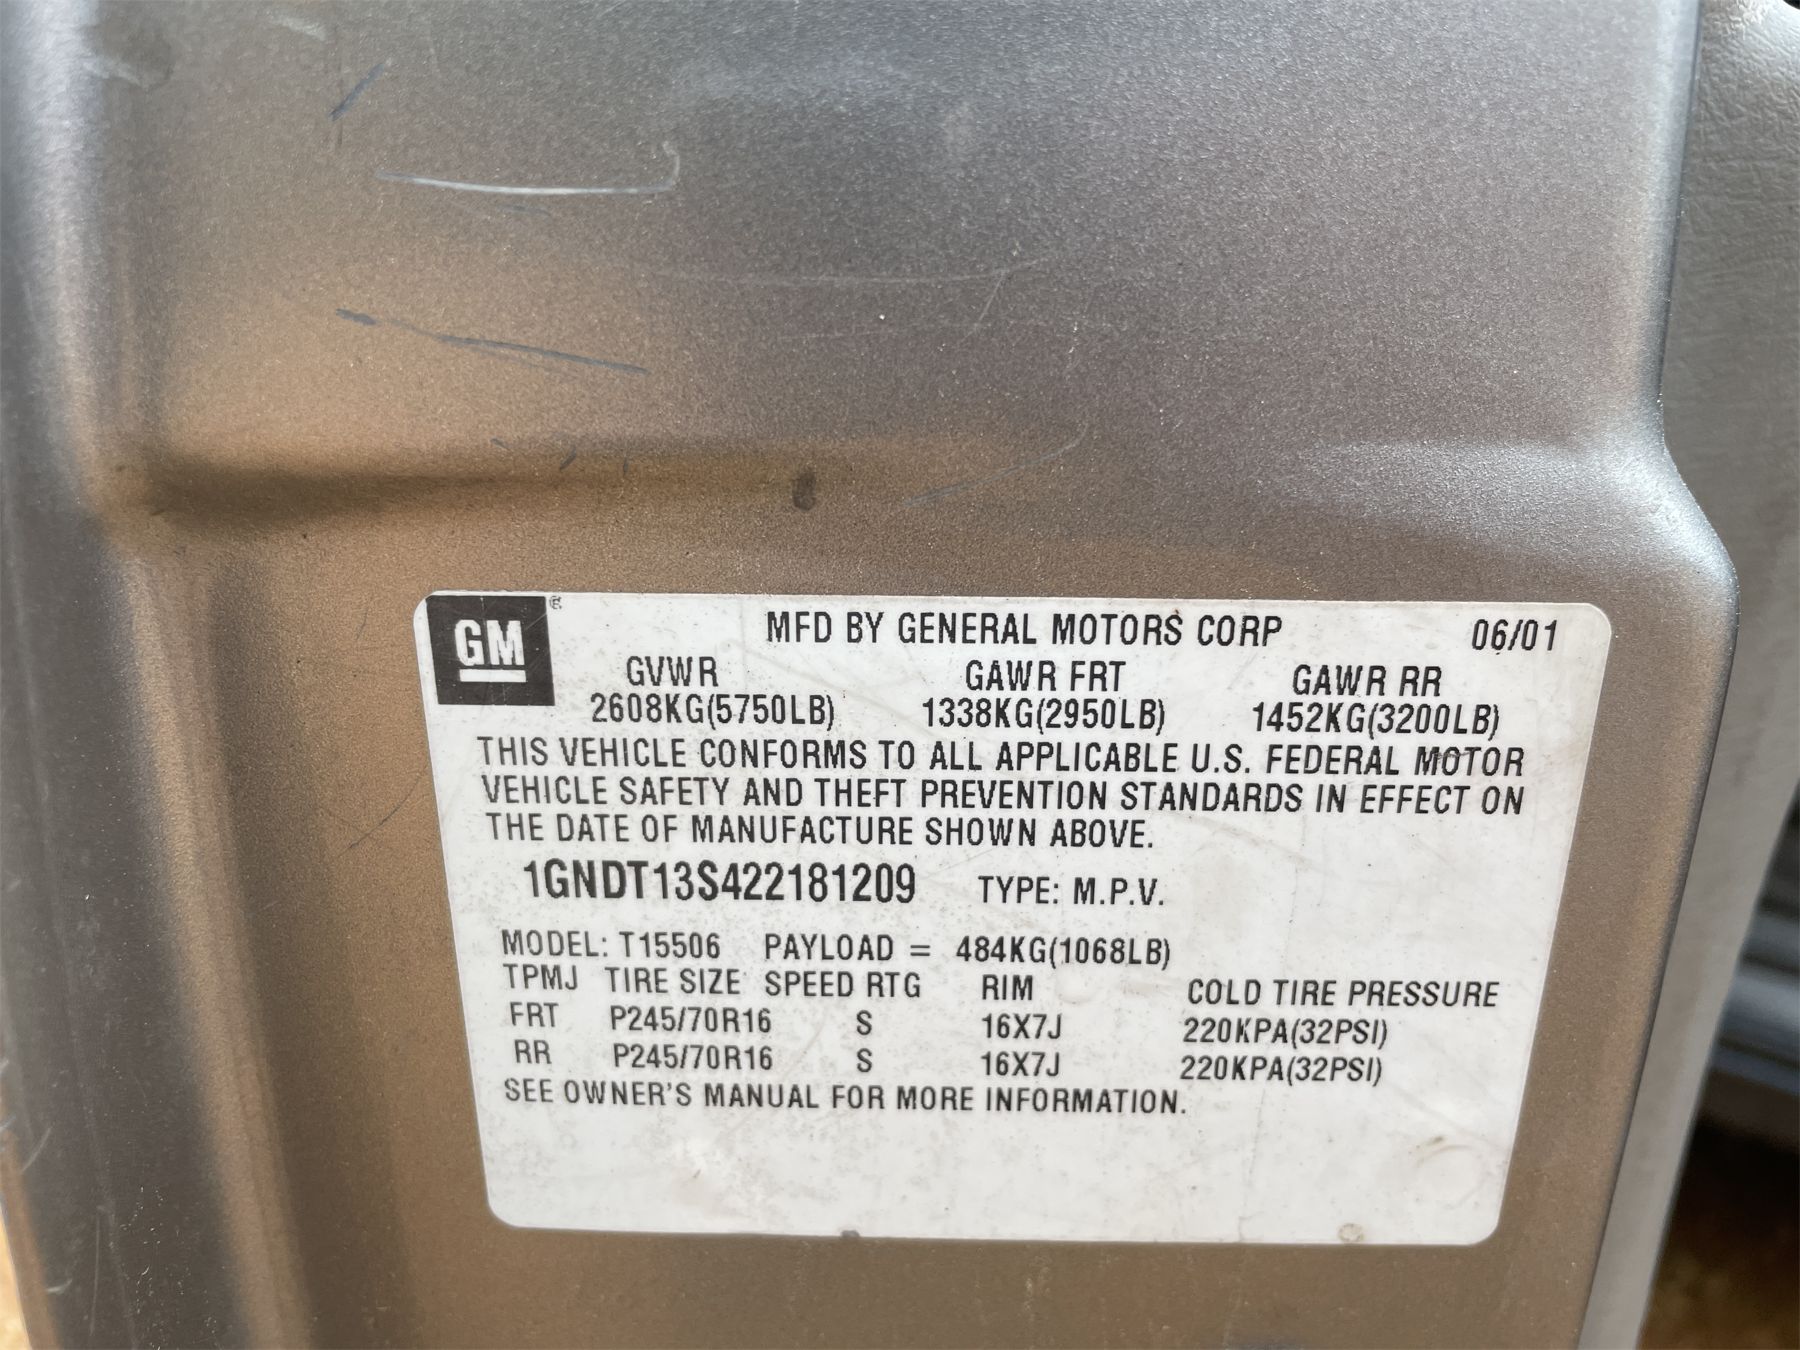 GM® MFD BY GENERAL MOTORS CORP 06/01
GVWR GAWR FRT GAWR RR
2608KG(5750LB) 1338KG(2950LB) 1452KG(3200LB)
THIS VEHICLE CONFORMS TO ALL APPLICABLE U.S. FEDERAL MOTOR
VEHICLE SAFETY AND THEFT PREVENTION STANDARDS IN EFFECT ON
THE DATE OF MANUFACTURE SHOWN ABOVE.
1GNDT13S422181209 TYPE: M.P.V.
MODEL: T15506 PAYLOAD = 484KG(1068LB)
TPMJ TIRE SIZE SPEED RTG RIM COLD TIRE PRESSURE
FRT P245/70R16 S 16X7J 220KPA(32PSI)
RR P245/70R16 S 16X7J 220KPA(32PSI)
SEE OWNER'S MANUAL FOR MORE INFORMATION.